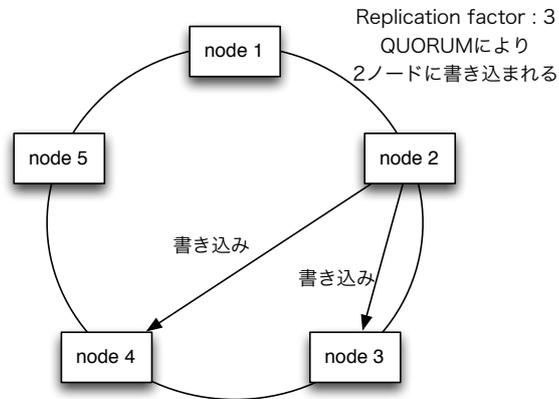 Replication factor : 3
QUORUMにより
2ノードに書き込まれる
node 1
node 5
node 2
書き込み
書き込み
node 4
node 3